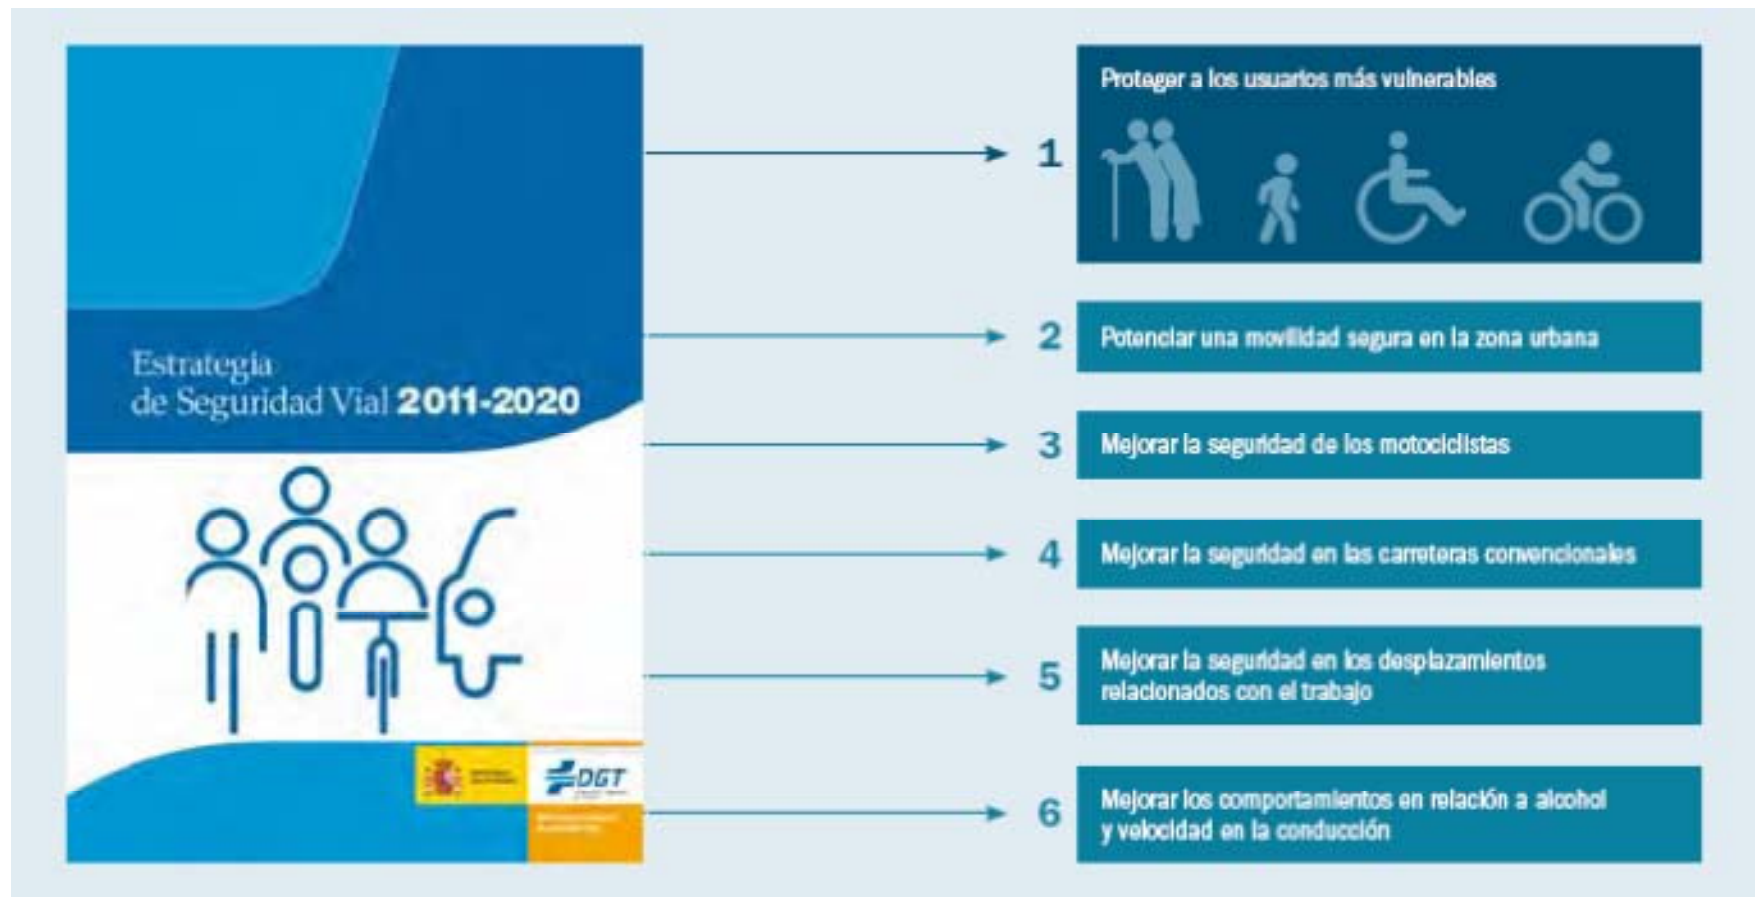 Estrategia
de Seguridad Vial 2011-2020
DGT
1
Proteger a los usuarios más vulnerables
2
Potenciar una movilidad segura en la zona urbana
3
Mejorar la seguridad de los motociclistas
4
Mejorar la seguridad en las carreteras convencionales
5
Mejorar la seguridad en los desplazamientos
relacionados con el trabajo
6
Mejorar los comportamientos en relación a alcohol
y velocidad en la conducción